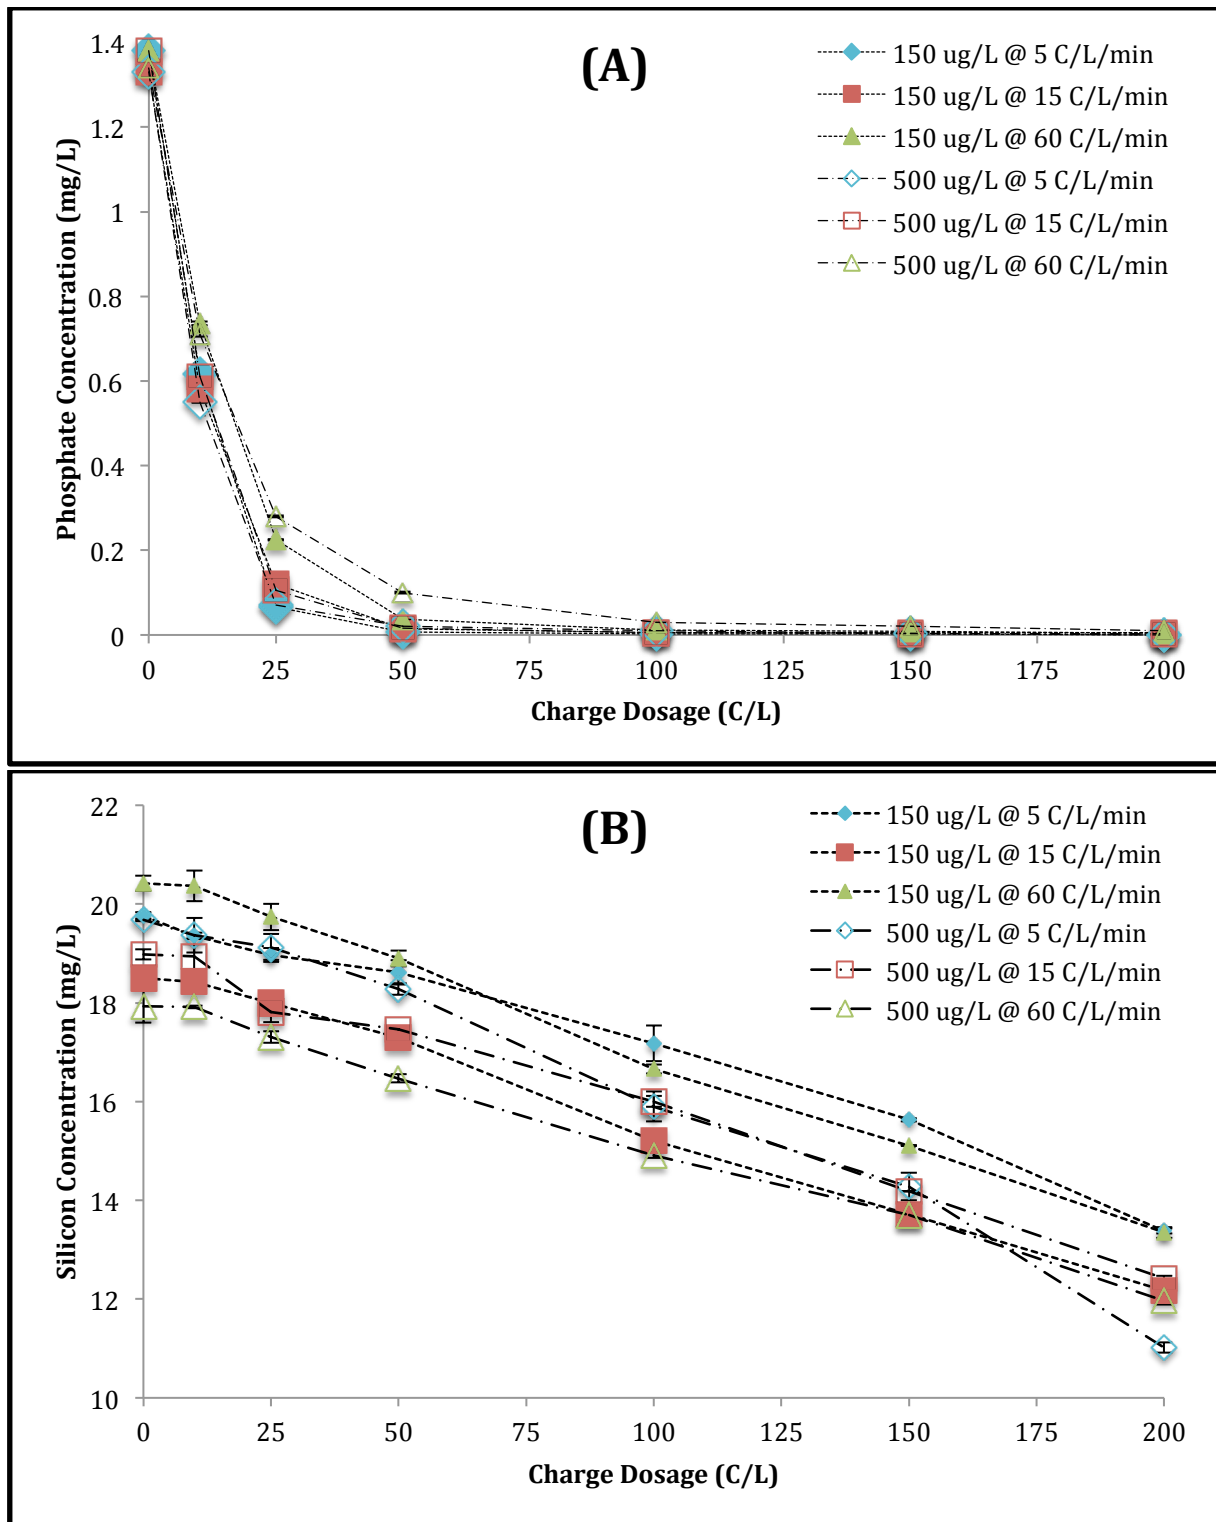 (A)
150 ug/L @ 5 C/L/min
150 ug/L @ 15 C/L/min
150 ug/L @ 60 C/L/min
500 ug/L @ 5 C/L/min
500 ug/L @ 15 C/L/min
500 ug/L @ 60 C/L/min
Phosphate Concentration (mg/L)
1.4
1.2
1
0.8
0.6
0.4
0.2
0
0 25 50 75 100 125 150 175 200
Charge Dosage (C/L)
(B)
150 ug/L @ 5 C/L/min
150 ug/L @ 15 C/L/min
150 ug/L @ 60 C/L/min
500 ug/L @ 5 C/L/min
500 ug/L @ 15 C/L/min
500 ug/L @ 60 C/L/min
Silicon Concentration (mg/L)
22
20
18
16
14
12
10
0 25 50 75 100 125 150 175 200
Charge Dosage (C/L)